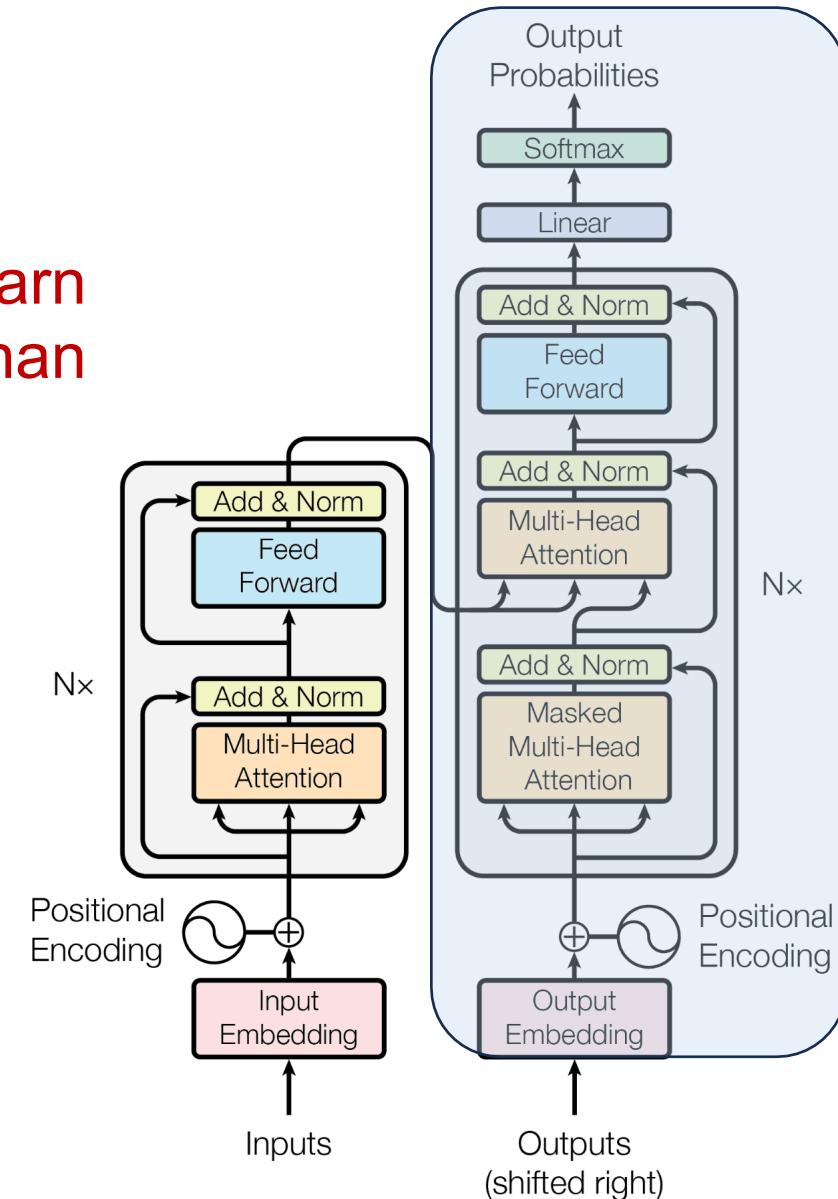 Output
Probabilities
Softmax
Linear
Add & Norm
Feed
Forward
Add & Norm
Multi-Head
Attention
N×
Add & Norm
Masked
Multi-Head
Attention
Positional
Encoding
Output
Embedding
Outputs
(shifted right)
arn
Add & Norm
Feed
Forward
N×
Add & Norm
Multi-Head
Attention
Positional
Encoding
Input
Embedding
Inputs